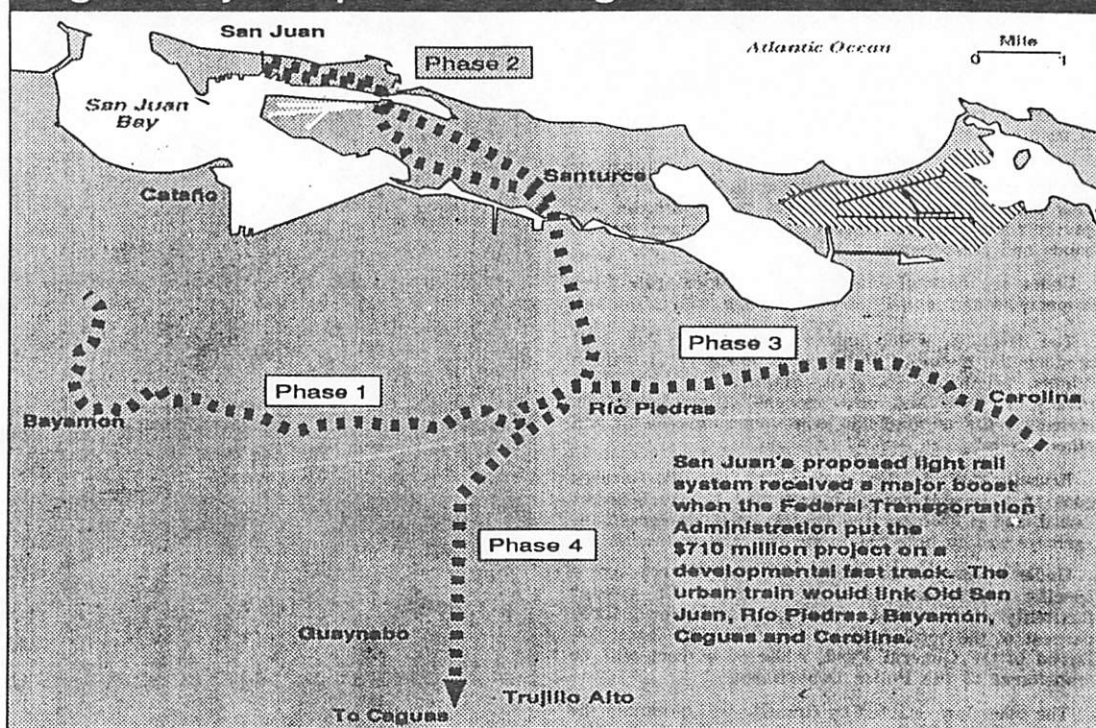 San Juan
Phase 2
Atlantic Ocean
Mile
0 1
San Juan
Bay
Santurce
Cataño
Phase 3
Phase 1
Bayamón
Río Piedras
Carolina
San Juan's proposed light rail
system received a major boost
when the Federal Transportation
Administration put the
$710 million project on a
developmental fast track. The
urban train would link Old San
Juan, Río Piedras, Bayamón,
Caguas and Carolina.
Phase 4
Guaynabo
Trujillo Alto
To Caguas